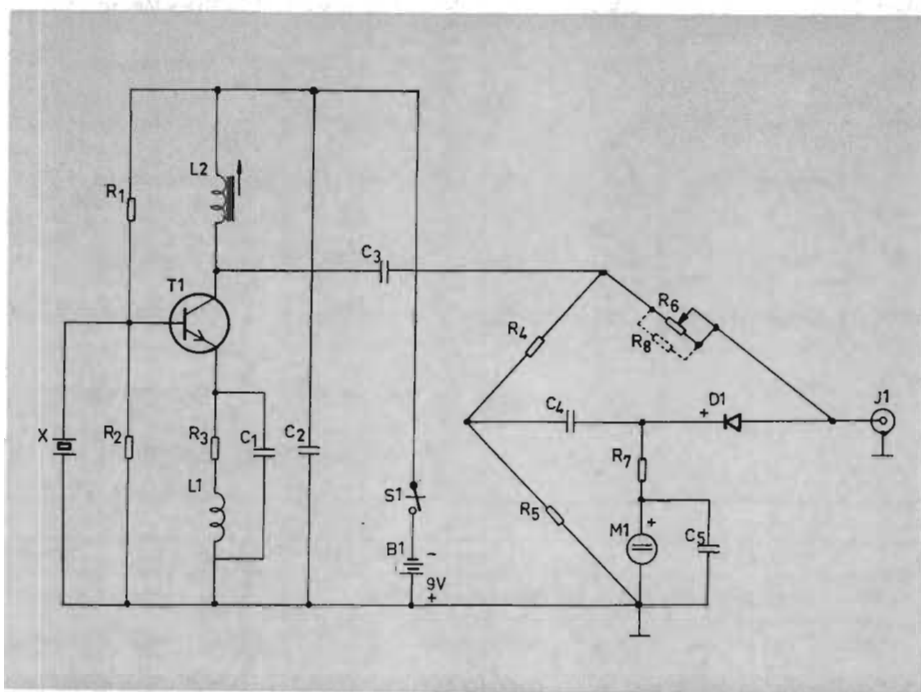 L2
R1
C3
T1
R6
R4
R8
C4
D1
J1
X
R2
R3
C1
C2
R7
L1
S1
R5
M1
+
C5
B1
−
9V
+
+